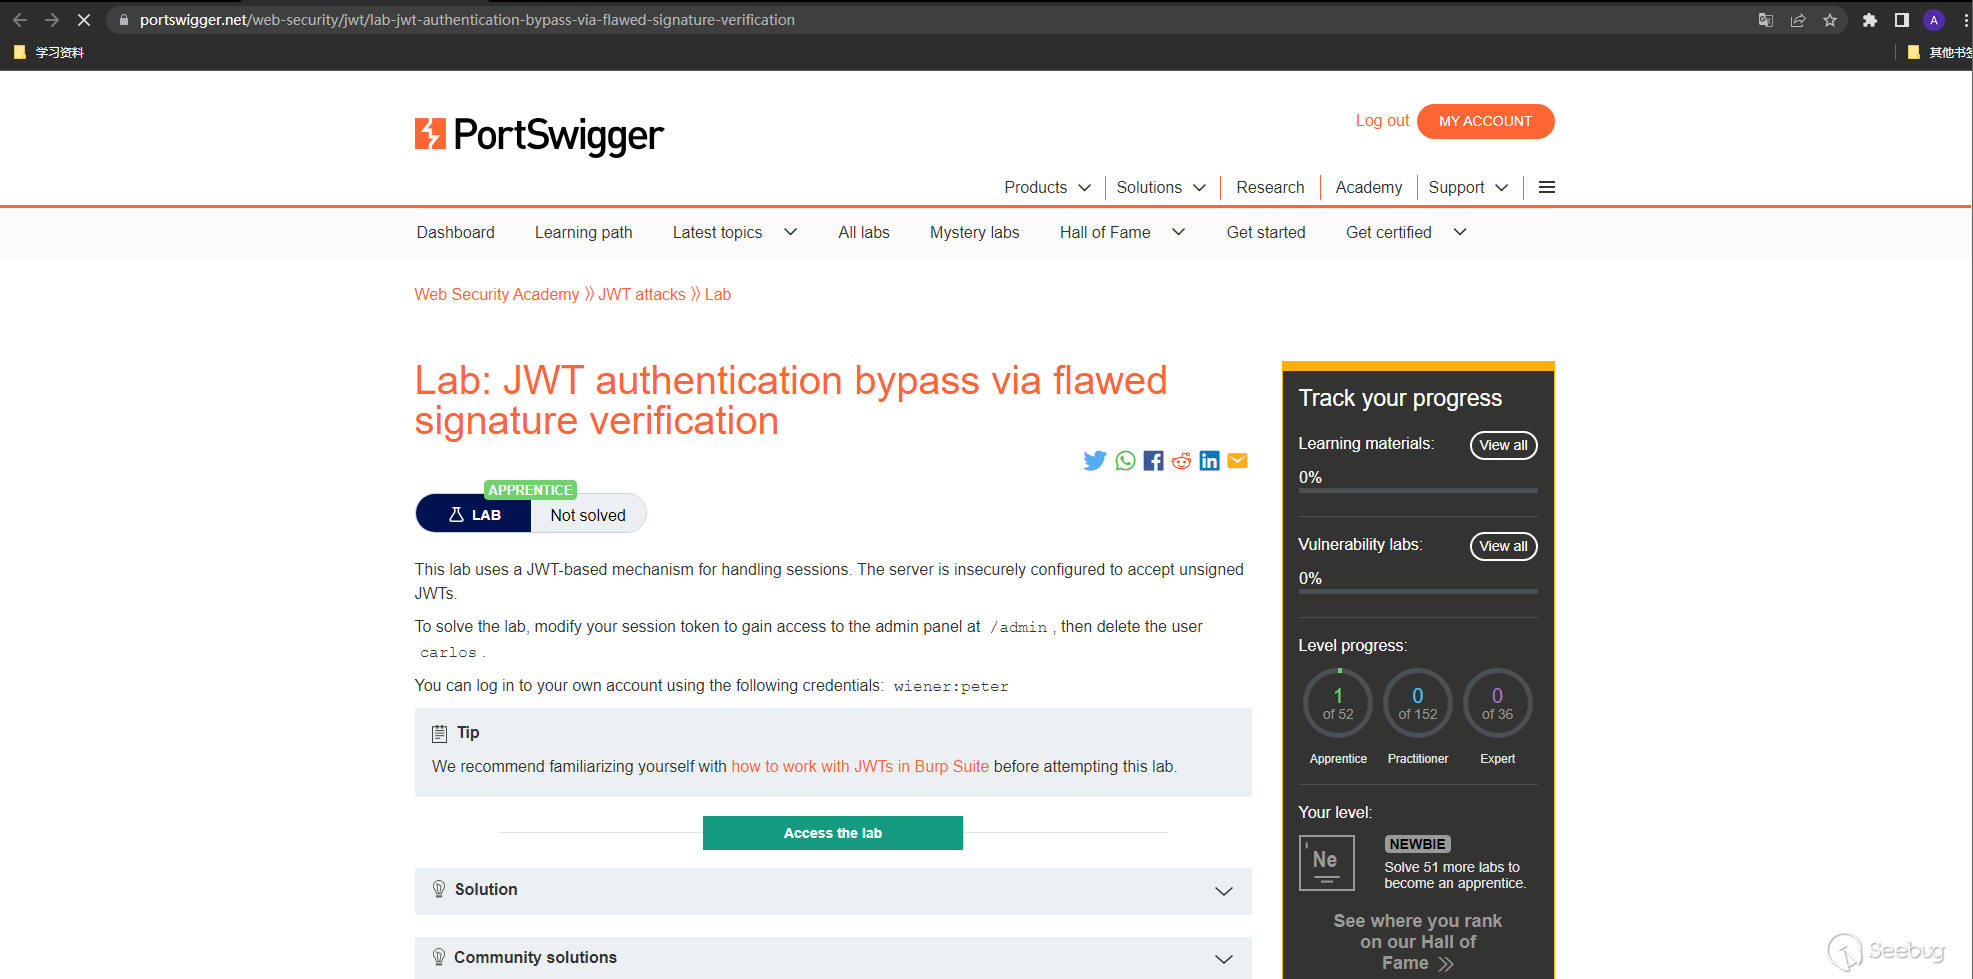 portswigger.net/web-security/jwt/lab-jwt-authentication-bypass-via-flawed-signature-verification
A
学习资料
其他书签
PortSwigger
Log out
MY ACCOUNT
Products
Solutions
Research
Academy
Support
Dashboard
Learning path
Latest topics
All labs
Mystery labs
Hall of Fame
Get started
Get certified
Web Security Academy » JWT attacks » Lab
Lab: JWT authentication bypass via flawed
signature verification
APPRENTICE
LAB
Not solved
This lab uses a JWT-based mechanism for handling sessions. The server is insecurely configured to accept unsigned
JWTs.
To solve the lab, modify your session token to gain access to the admin panel at /admin , then delete the user
carlos .
You can log in to your own account using the following credentials: wiener:peter
Tip
We recommend familiarizing yourself with how to work with JWTs in Burp Suite before attempting this lab.
Access the lab
Solution
Community solutions
Track your progress
Learning materials:
View all
0%
Vulnerability labs:
View all
0%
Level progress:
1
of 52
0
of 152
0
of 36
Apprentice
Practitioner
Expert
Your level:
Ne
NEWBIE
Solve 51 more labs to
become an apprentice.
See where you rank
on our Hall of
Fame »
Seebug